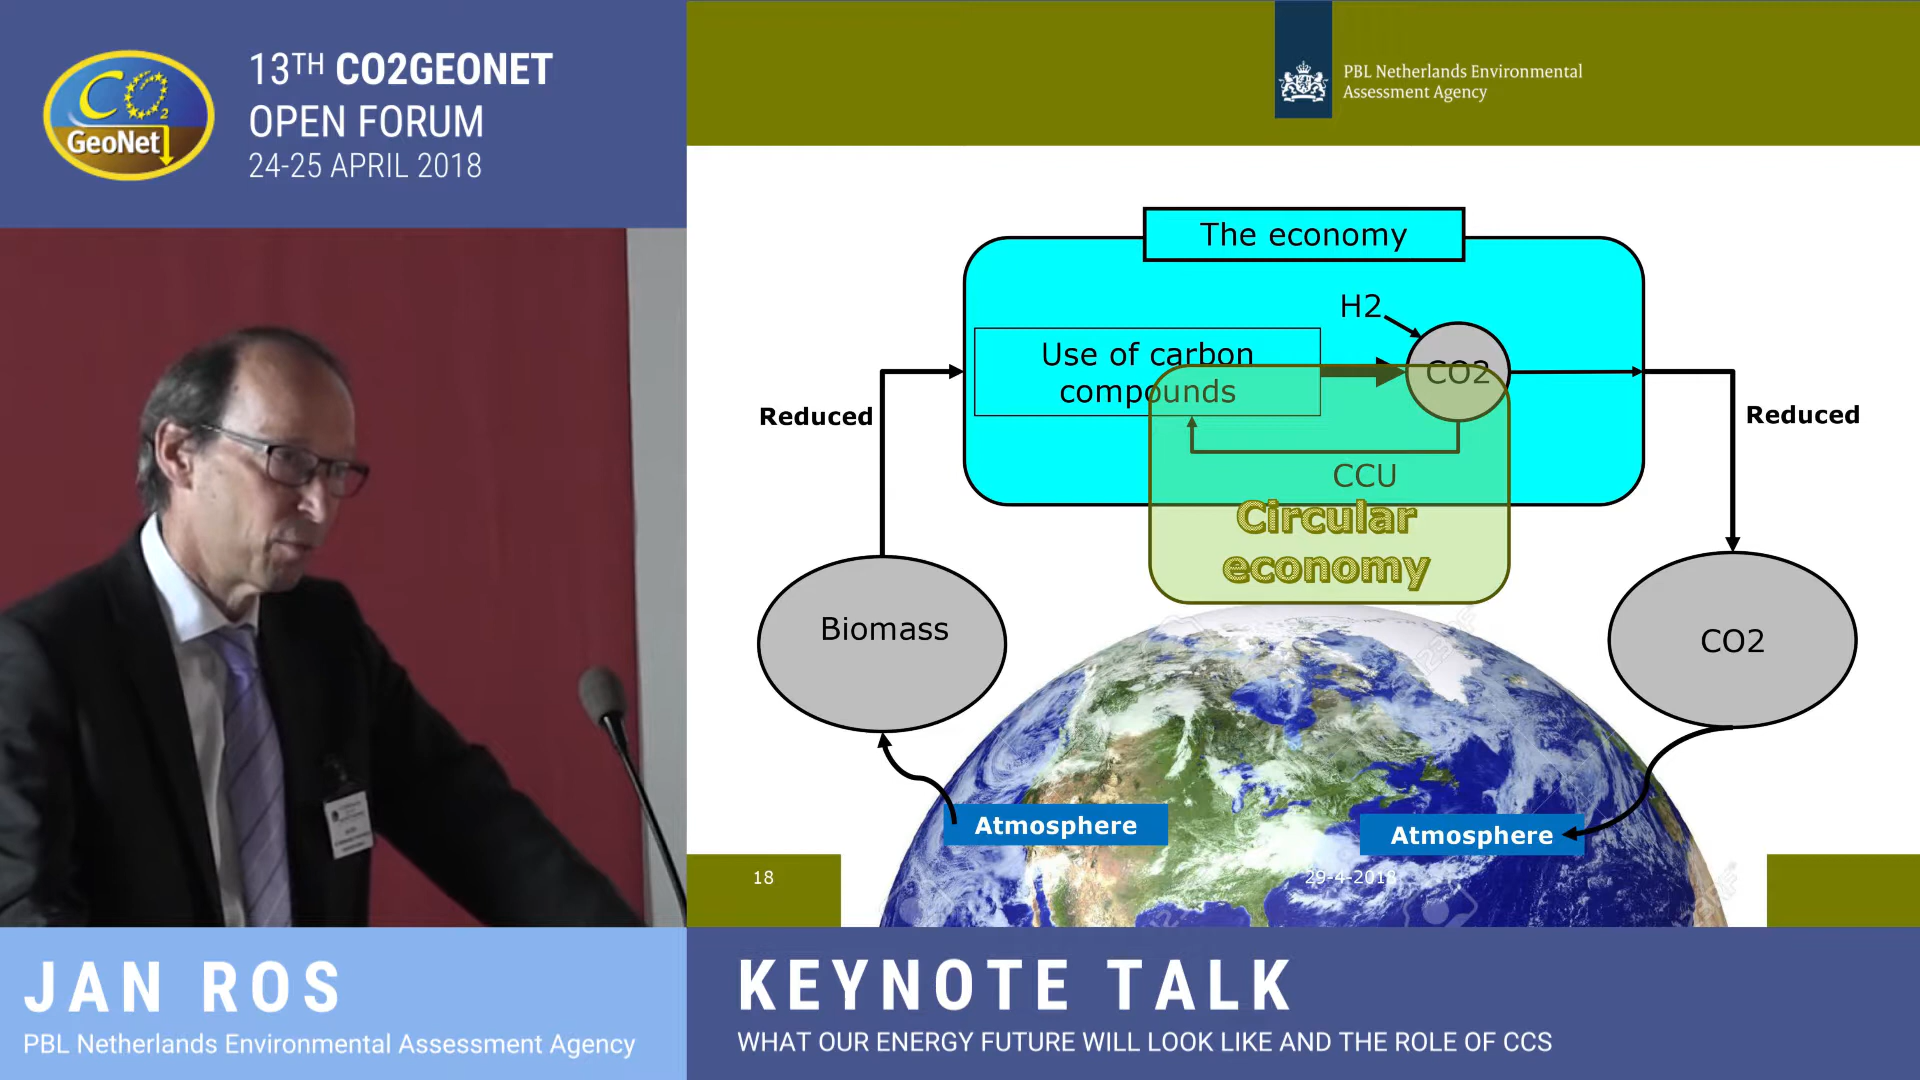 CO2
GeoNet
13TH CO2GEONET
OPEN FORUM
24-25 APRIL 2018
PBL Netherlands Environmental
Assessment Agency
The economy
H2
Use of carbon
compounds
CO2
CCU
Circular
economy
Reduced
Reduced
Biomass
CO2
Atmosphere
Atmosphere
18
29-4-2018
JAN ROS
PBL Netherlands Environmental Assessment Agency
KEYNOTE TALK
WHAT OUR ENERGY FUTURE WILL LOOK LIKE AND THE ROLE OF CCS